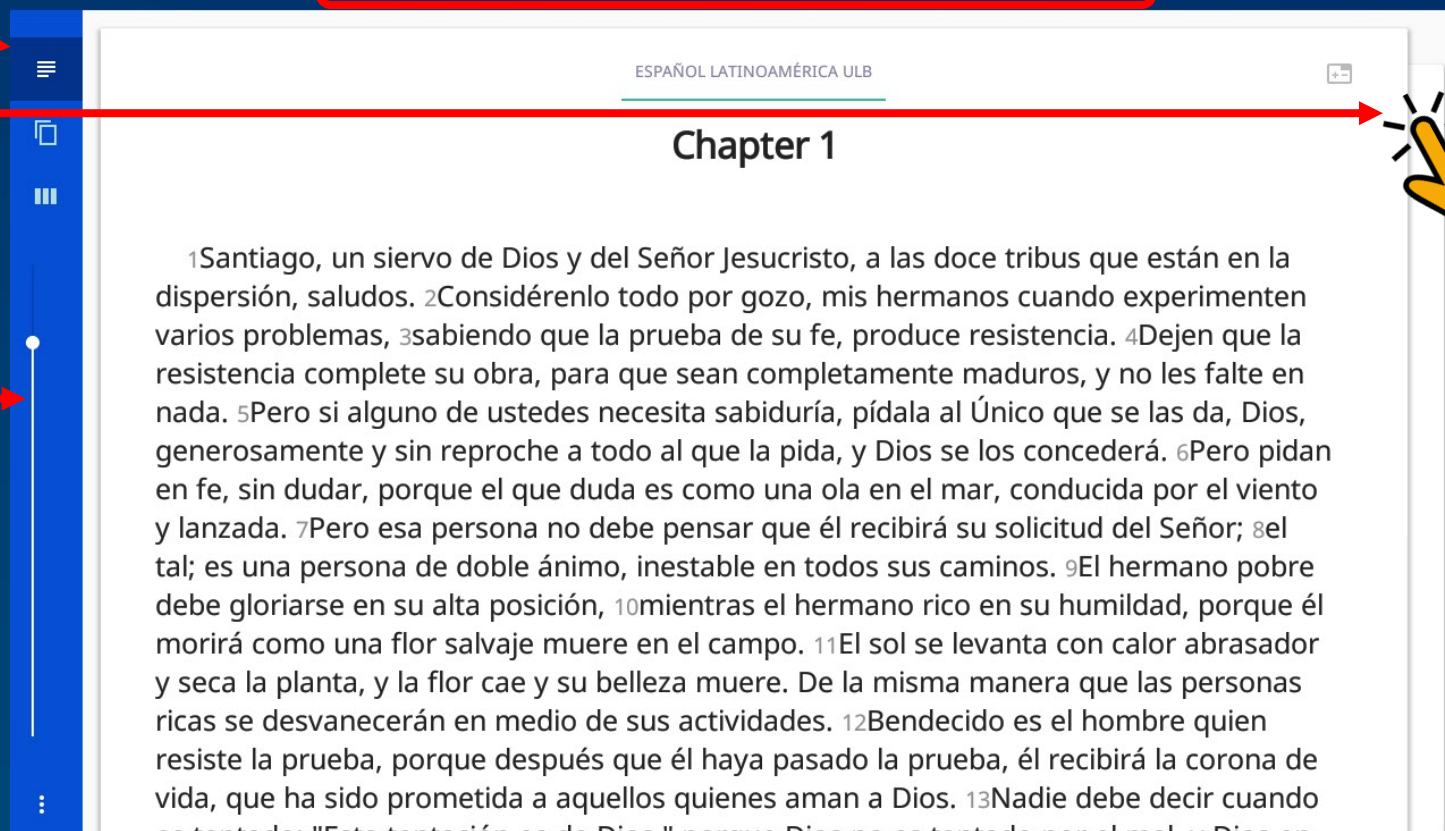 ESPAÑOL LATINOAMÉRICA ULB
Chapter 1
1Santiago, un siervo de Dios y del Señor Jesucristo, a las doce tribus que están en la
dispersión, saludos. 2Considérenlo todo por gozo, mis hermanos cuando experimenten
varios problemas, 3sabiendo que la prueba de su fe, produce resistencia. 4Dejen que la
resistencia complete su obra, para que sean completamente maduros, y no les falte en
nada. 5Pero si alguno de ustedes necesita sabiduría, pídala al Único que se las da, Dios,
generosamente y sin reproche a todo al que la pida, y Dios se los concederá. 6Pero pidan
en fe, sin dudar, porque el que duda es como una ola en el mar, conducida por el viento
y lanzada. 7Pero esa persona no debe pensar que él recibirá su solicitud del Señor; 8el
tal; es una persona de doble ánimo, inestable en todos sus caminos. 9El hermano pobre
debe gloriarse en su alta posición, 10mientras el hermano rico en su humildad, porque él
morirá como una flor salvaje muere en el campo. 11El sol se levanta con calor abrasador
y seca la planta, y la flor cae y su belleza muere. De la misma manera que las personas
ricas se desvanecerán en medio de sus actividades. 12Bendecido es el hombre quien
resiste la prueba, porque después que él haya pasado la prueba, él recibirá la corona de
vida, que ha sido prometida a aquellos quienes aman a Dios. 13Nadie debe decir cuando